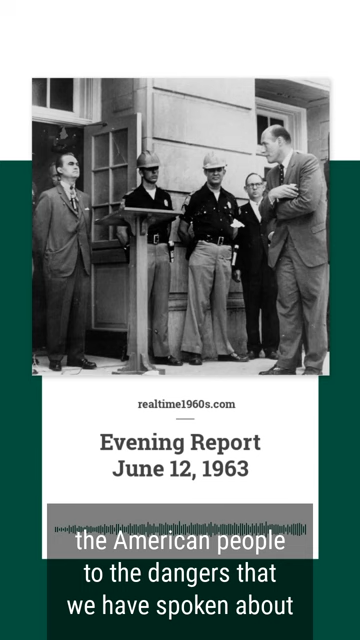 realtime1960s.com
Evening Report
June 12, 1963
the American people
to the dangers that
we have spoken about